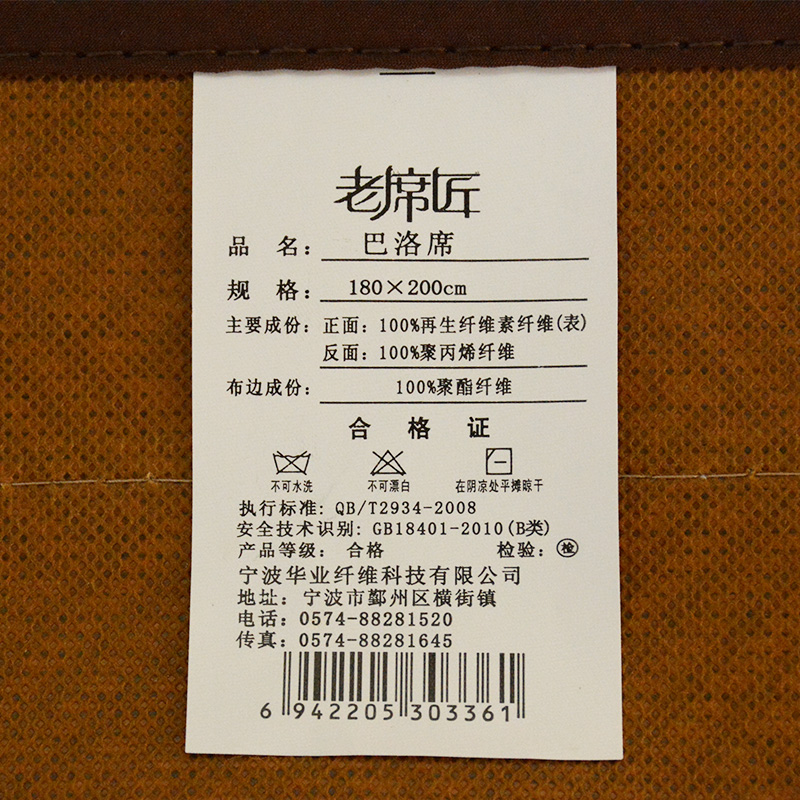 老席匠
品 名: 巴洛席
规 格: 180×200cm
主要成份: 正面: 100%再生纤维素纤维(表)
反面: 100%聚丙烯纤维
布边成份: 100%聚酯纤维
合 格 证
不可水洗 不可漂白 在阴凉处平摊晾干
执行标准: QB/T2934-2008
安全技术识别: GB18401-2010(B类)
产品等级: 合格 检验: 检
宁波华业纤维科技有限公司
地址: 宁波市鄞州区横街镇
电话: 0574-88281520
传真: 0574-88281645
6 942205 303361